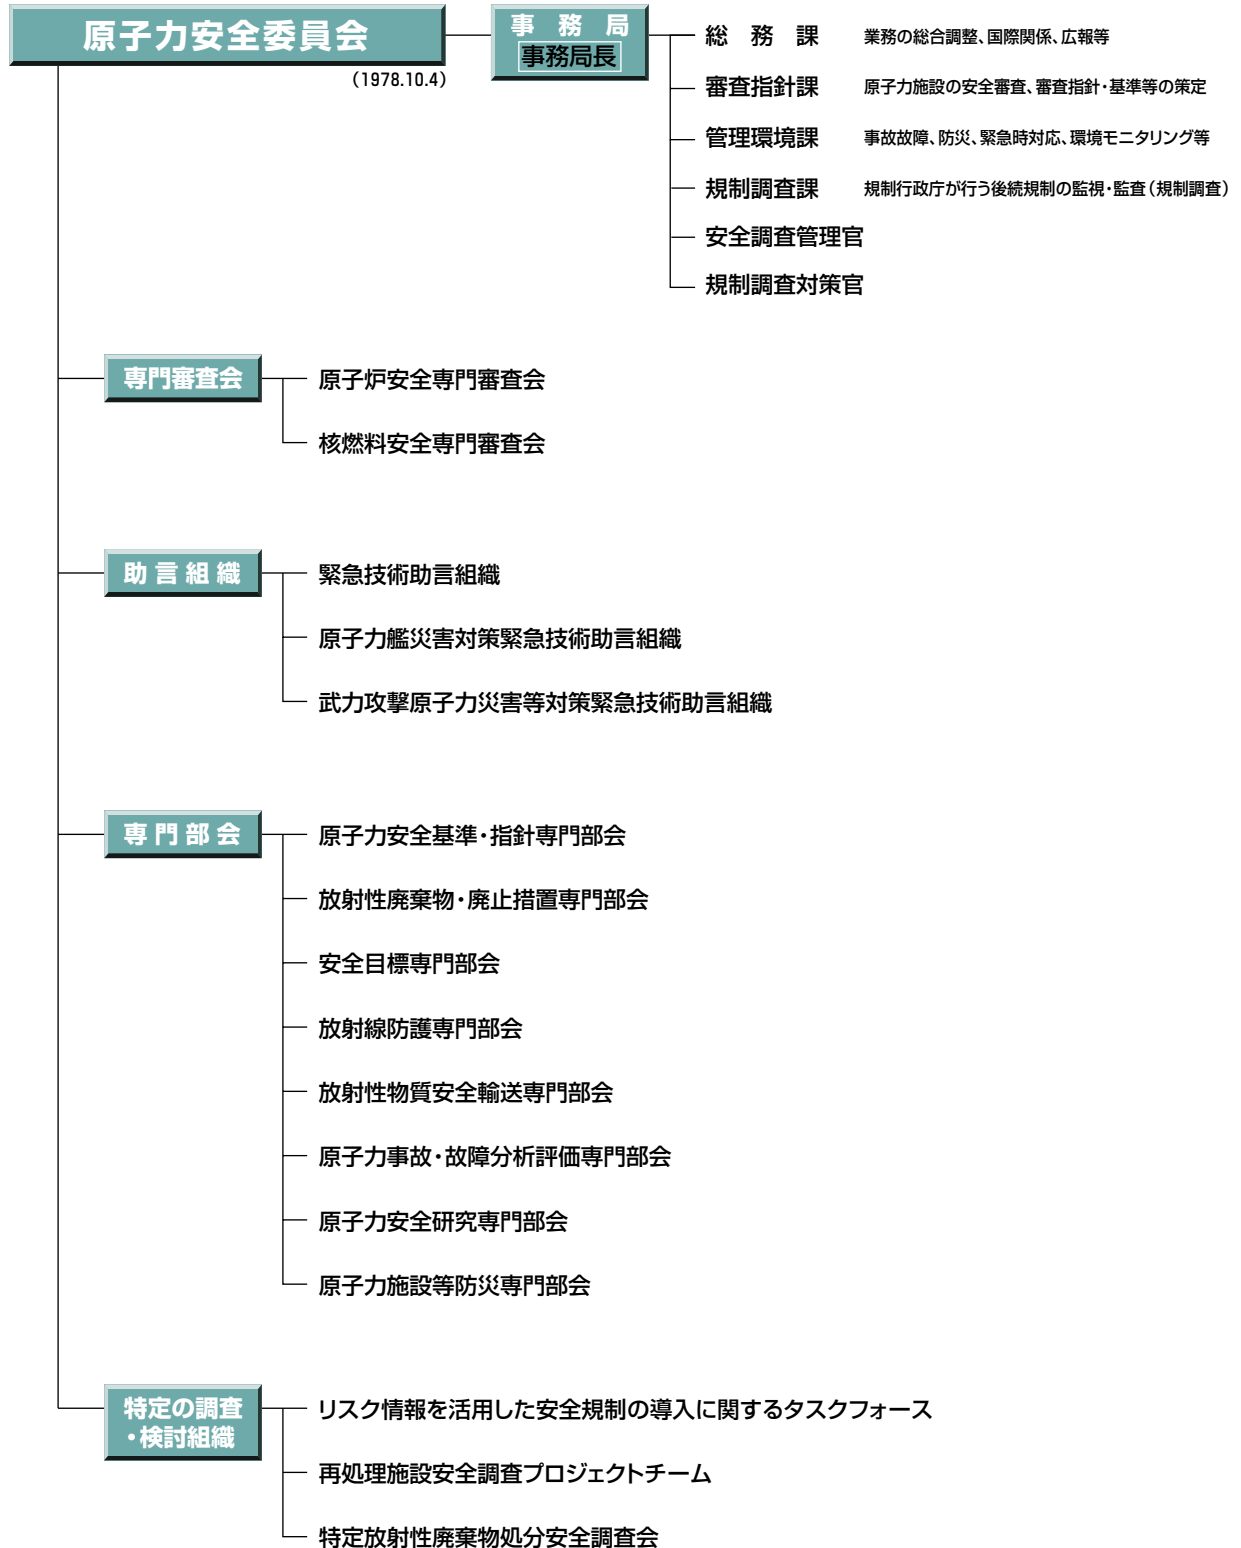 原子力安全委員会
(1978.10.4)
事務局
事務局長
総務課 業務の総合調整、国際関係、広報等
審査指針課 原子力施設の安全審査、審査指針・基準等の策定
管理環境課 事故故障、防災、緊急時対応、環境モニタリング等
規制調査課 規制行政庁が行う後続規制の監視・監査(規制調査)
安全調査管理官
規制調査対策官
専門審査会
原子炉安全専門審査会
核燃料安全専門審査会
助言組織
緊急技術助言組織
原子力艦災害対策緊急技術助言組織
武力攻撃原子力災害等対策緊急技術助言組織
専門部会
原子力安全基準・指針専門部会
放射性廃棄物・廃止措置専門部会
安全目標専門部会
放射線防護専門部会
放射性物質安全輸送専門部会
原子力事故・故障分析評価専門部会
原子力安全研究専門部会
原子力施設等防災専門部会
特定の調査
・検討組織
リスク情報を活用した安全規制の導入に関するタスクフォース
再処理施設安全調査プロジェクトチーム
特定放射性廃棄物処分安全調査会